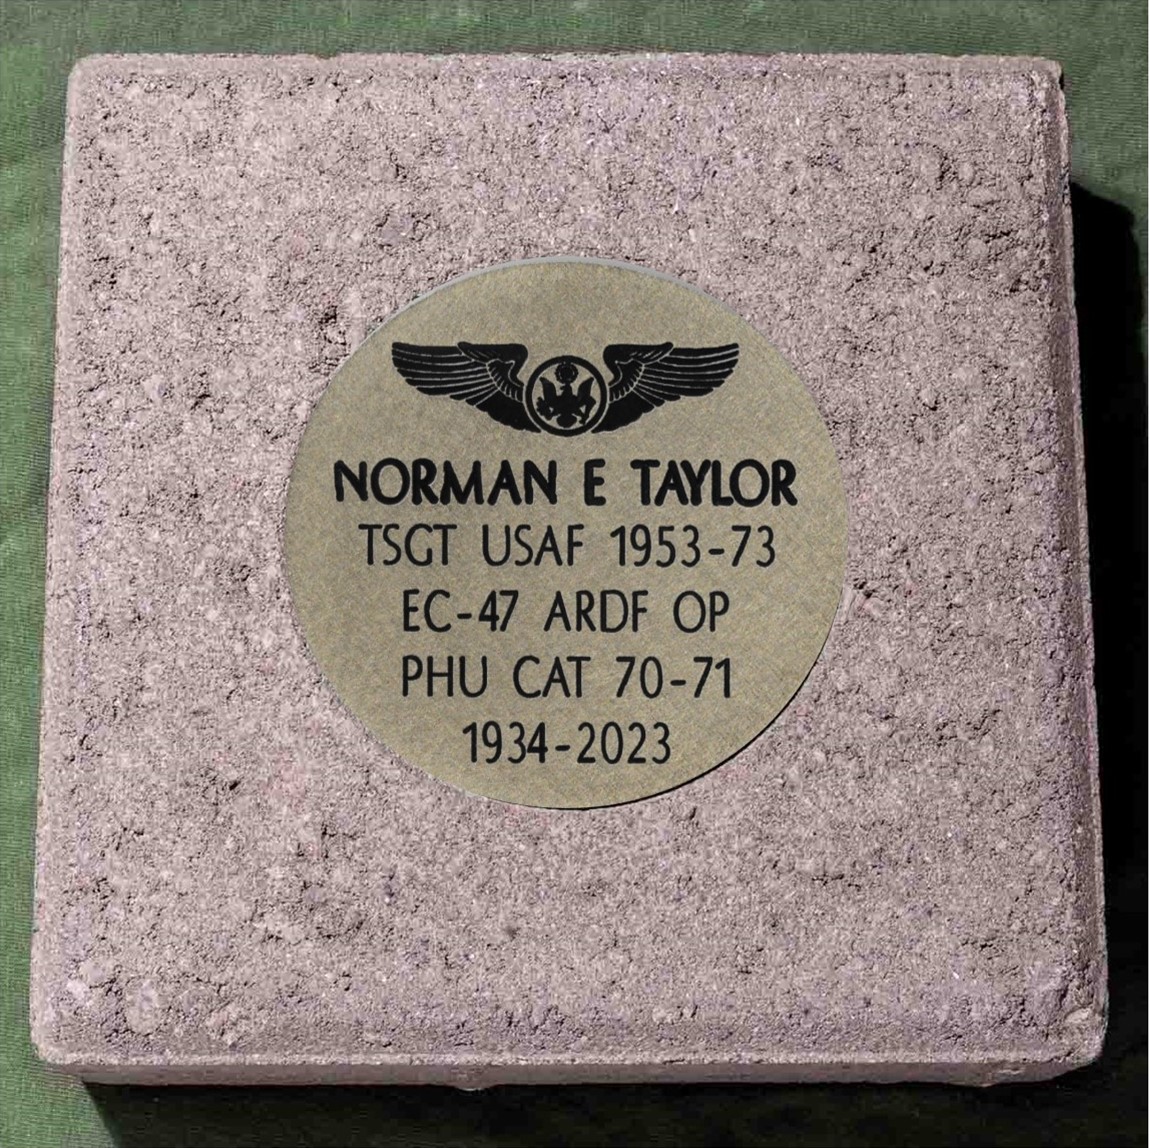 NORMAN E TAYLOR
TSGT USAF 1953-73
EC-47 ARDF OP
PHU CAT 70-71
1934-2023